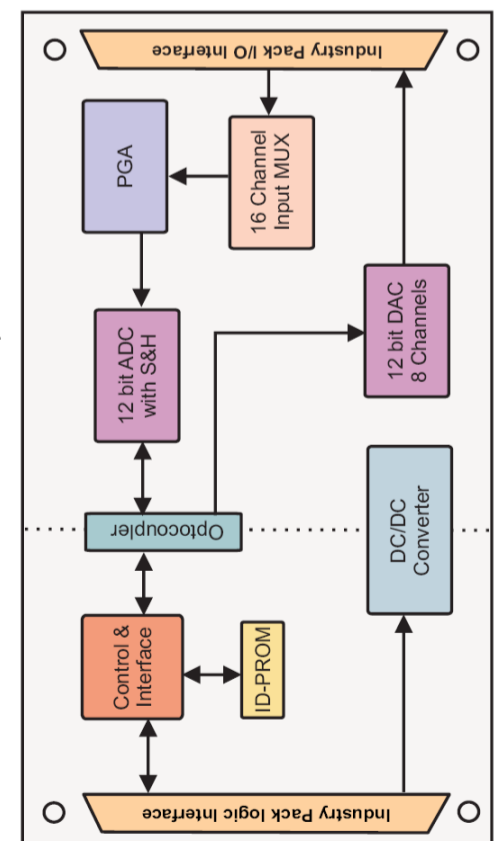 Industry Pack I/O Interface
PGA
16 Channel
Input MUX
12 bit ADC
with S&H
12 bit DAC
8 Channels
Optocoupler
DC/DC
Converter
Control &
Interface
ID-PROM
Industry Pack logic Interface